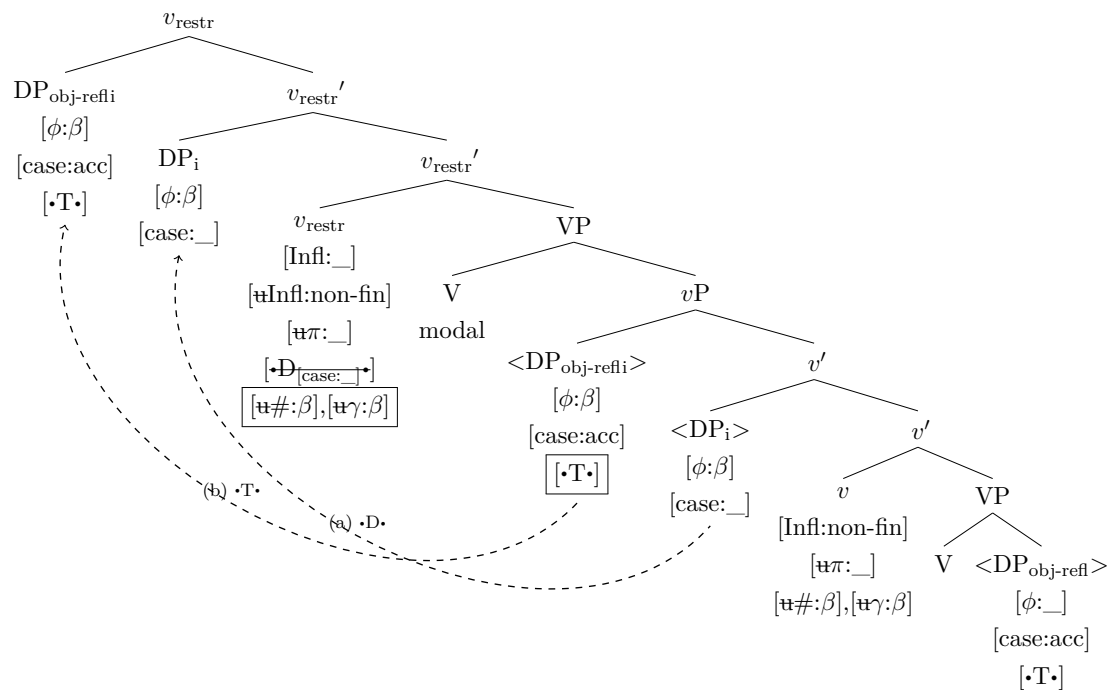 v_restr
DP_obj-refl i v_restr′
[ϕ:β]
[case:acc]
[•T•]
DP_i v_restr′
[ϕ:β]
[case:_]
v_restr VP
[Infl:_]
[uInfl:non-fin]
[uπ:_]
[•D_[case:_]•]
[u#:β],[uγ:β]
V vP
modal
<DP_obj-refl i> v′
[ϕ:β]
[case:acc]
[•T•]
<DP_i> v′
[ϕ:β]
[case:_]
(b) •T•
(a) •D•
v VP
[Infl:non-fin]
[uπ:_]
[u#:β],[uγ:β]
V <DP_obj-refl>
[ϕ:_]
[case:acc]
[•T•]